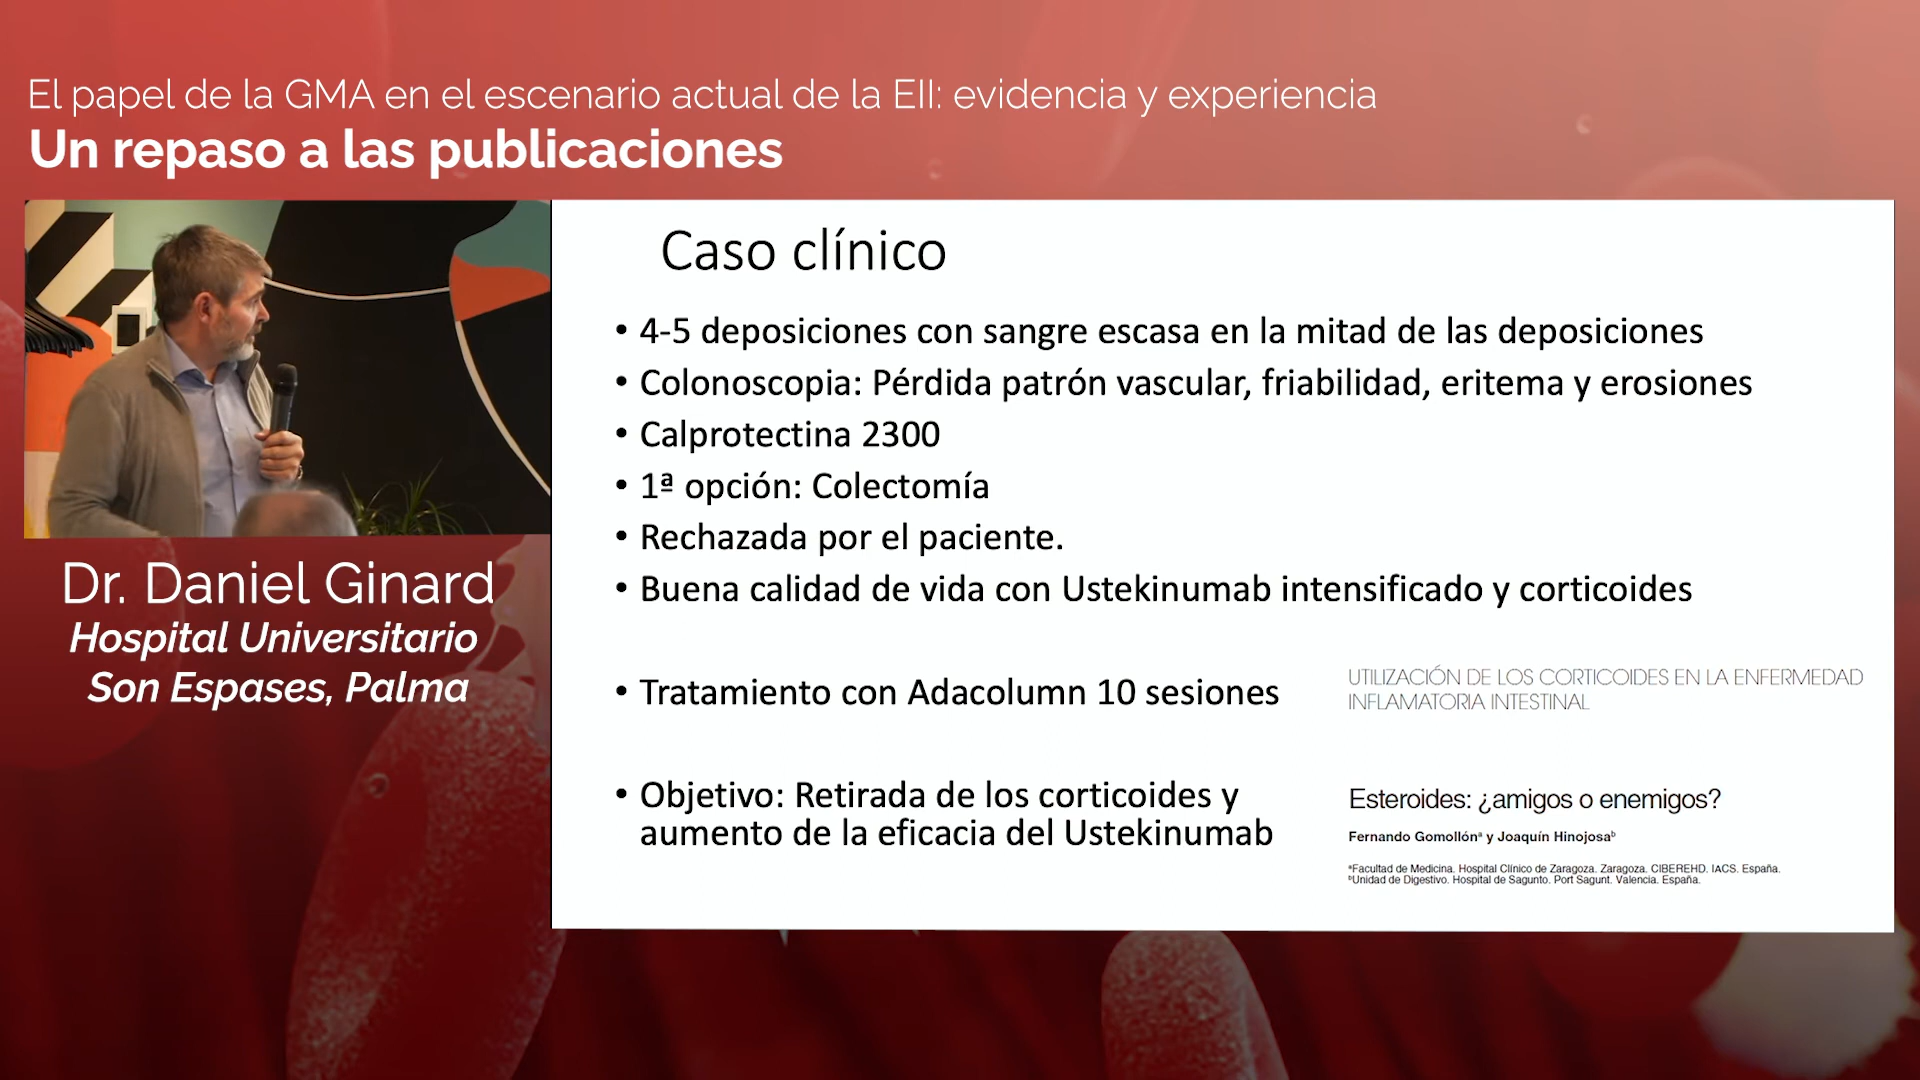 El papel de la GMA en el escenario actual de la EII: evidencia y experiencia
Un repaso a las publicaciones
Dr. Daniel Ginard
Hospital Universitario
Son Espases, Palma
Caso clínico
• 4-5 deposiciones con sangre escasa en la mitad de las deposiciones
• Colonoscopia: Pérdida patrón vascular, friabilidad, eritema y erosiones
• Calprotectina 2300
• 1ª opción: Colectomía
• Rechazada por el paciente.
• Buena calidad de vida con Ustekinumab intensificado y corticoides
• Tratamiento con Adacolumn 10 sesiones
• Objetivo: Retirada de los corticoides y
aumento de la eficacia del Ustekinumab
UTILIZACIÓN DE LOS CORTICOIDES EN LA ENFERMEDAD
INFLAMATORIA INTESTINAL
Esteroides: ¿amigos o enemigos?
Fernando Gomollónᵃ y Joaquín Hinojosaᵇ
ᵃFacultad de Medicina. Hospital Clínico de Zaragoza. Zaragoza. CIBEREHD. IACS. España.
ᵇUnidad de Digestivo. Hospital de Sagunto. Port Sagunt. Valencia. España.